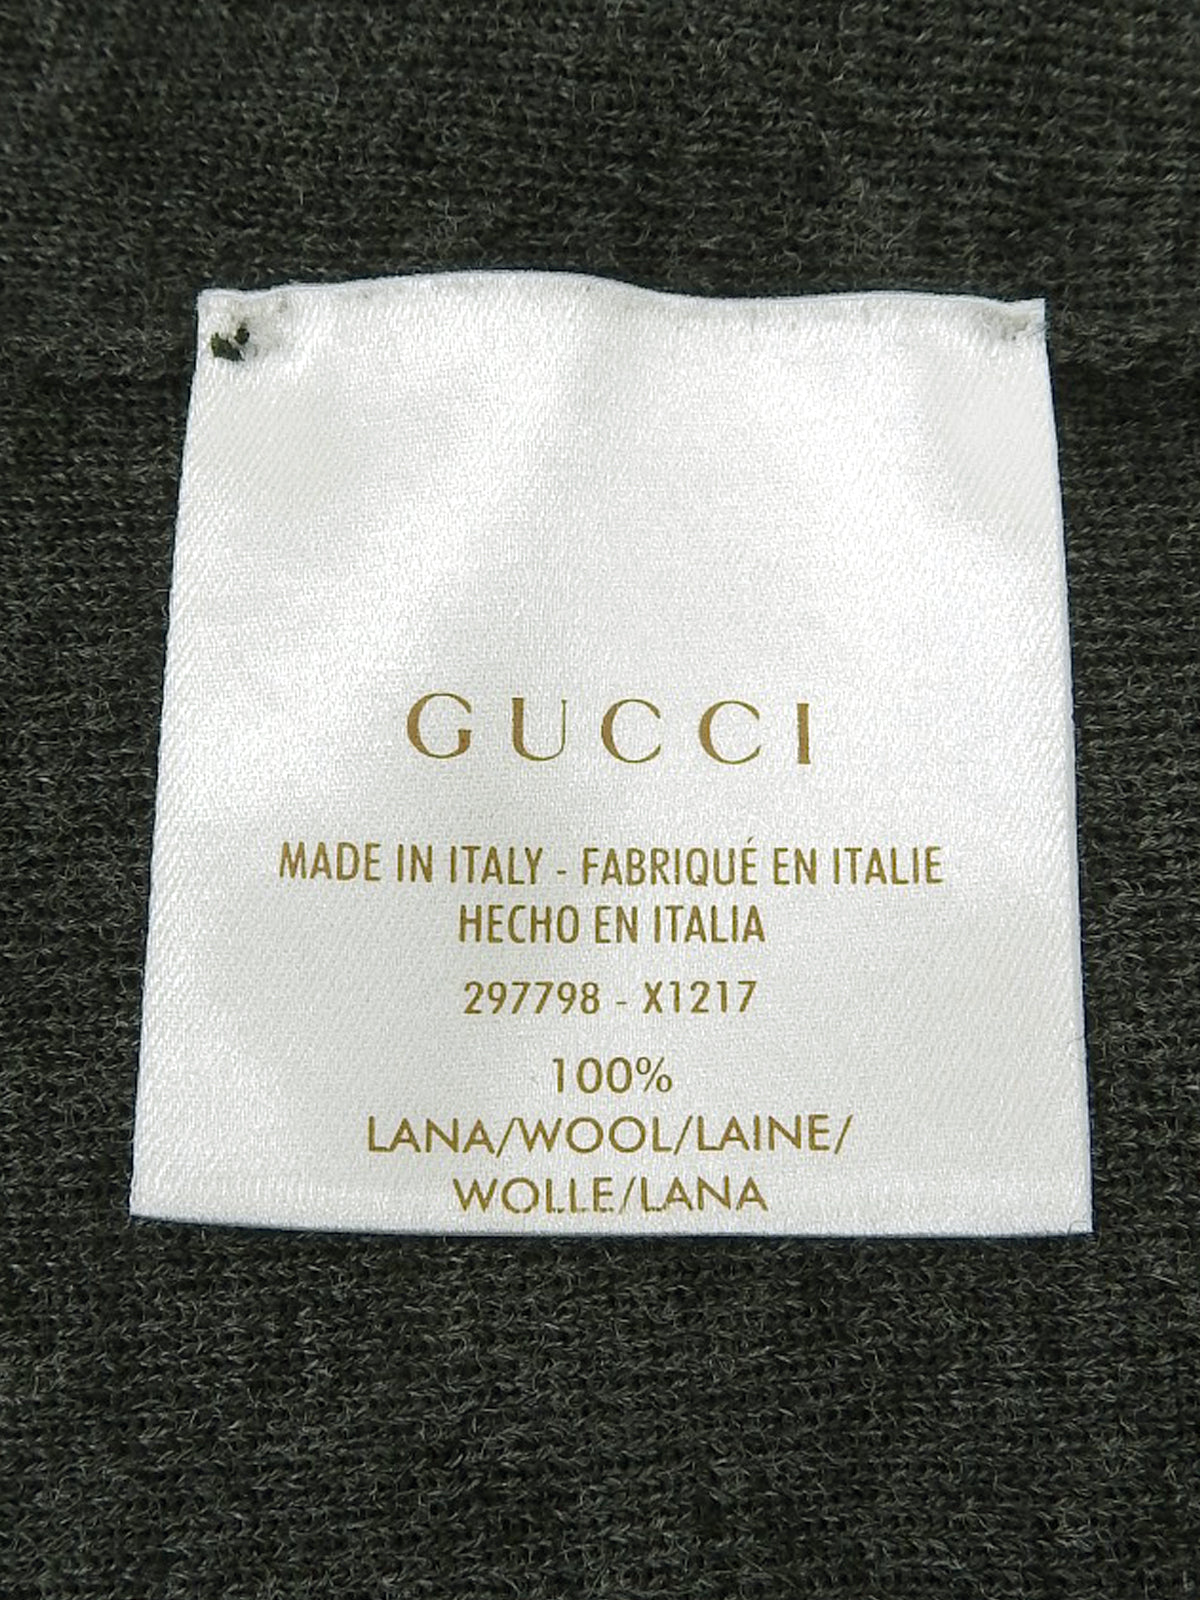 GUCCI
MADE IN ITALY - FABRIQUÉ EN ITALIE
HECHO EN ITALIA
297798 - X1217
100%
LANA/WOOL/LAINE/
WOLLE/LANA